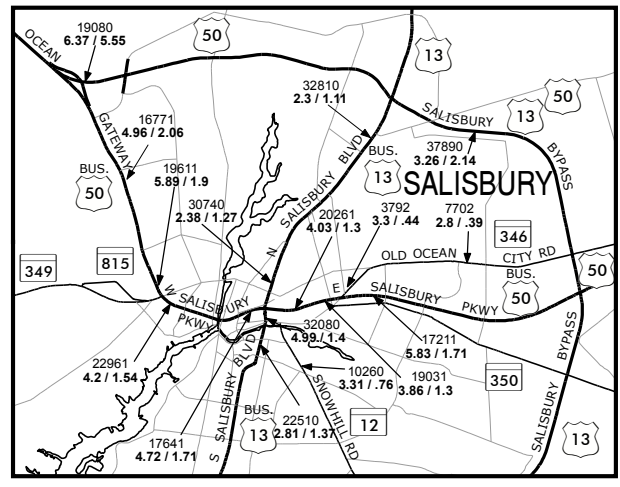 OCEAN
GATEWAY
19080
6.37 / 5.55
50
13
32810
2.3 / 1.11
SALISBURY
BYPASS
13
50
16771
4.96 / 2.06
BUS.
50
19611
5.89 / 1.9
30740
2.38 / 1.27
N SALISBURY BLVD
BUS.
13
37890
3.26 / 2.14
SALISBURY
20261
4.03 / 1.3
3792
3.3 / .44
7702
2.8 / .39
346
OLD OCEAN CITY RD
349
815
W SALISBURY PKWY
E SALISBURY PKWY
BUS.
50
50
32080
4.99. / 1.4
17211
5.83 / 1.71
22961
4.2 / 1.54
10260
3.31 / .76
19031
3.86 / 1.3
350
SALISBURY BYPASS
13
S SALISBURY BLVD
BUS.
13
22510
2.81 / 1.37
SNOWHILL RD
12
17641
4.72 / 1.71